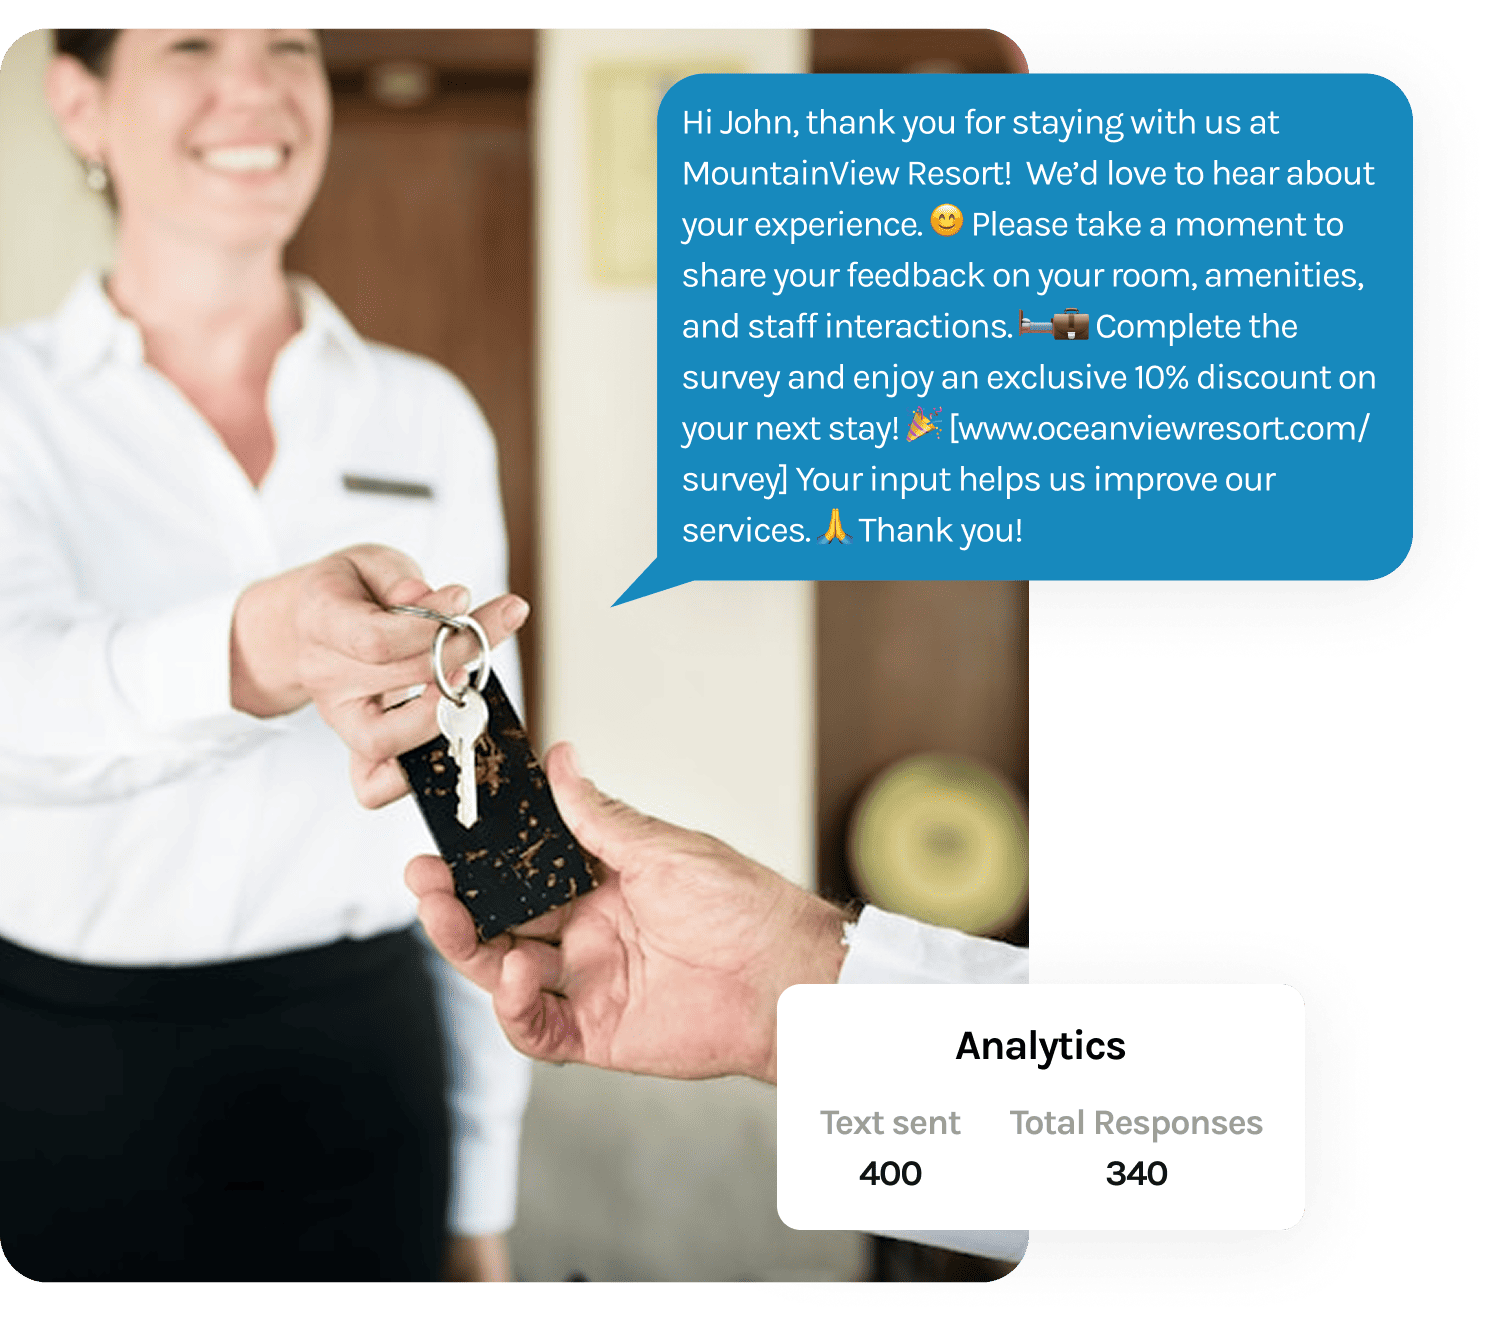 Hi John, thank you for staying with us at
MountainView Resort!  We’d love to hear about
your experience. 😊 Please take a moment to
share your feedback on your room, amenities,
and staff interactions. 🛏️💼 Complete the
survey and enjoy an exclusive 10% discount on
your next stay! 🎉 [www.oceanviewresort.com/
survey] Your input helps us improve our
services. 🙏 Thank you!
Analytics
Text sent
Total Responses
400
340